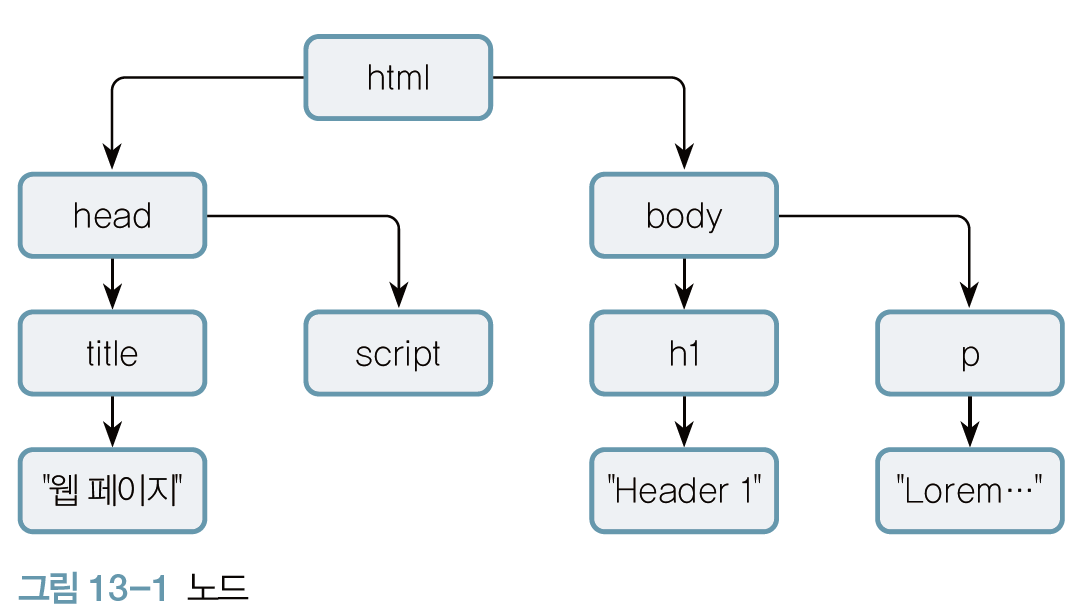 html
head
body
title
script
h1
p
"웹 페이지"
"Header 1"
"Lorem…"
그림 13-1 노드